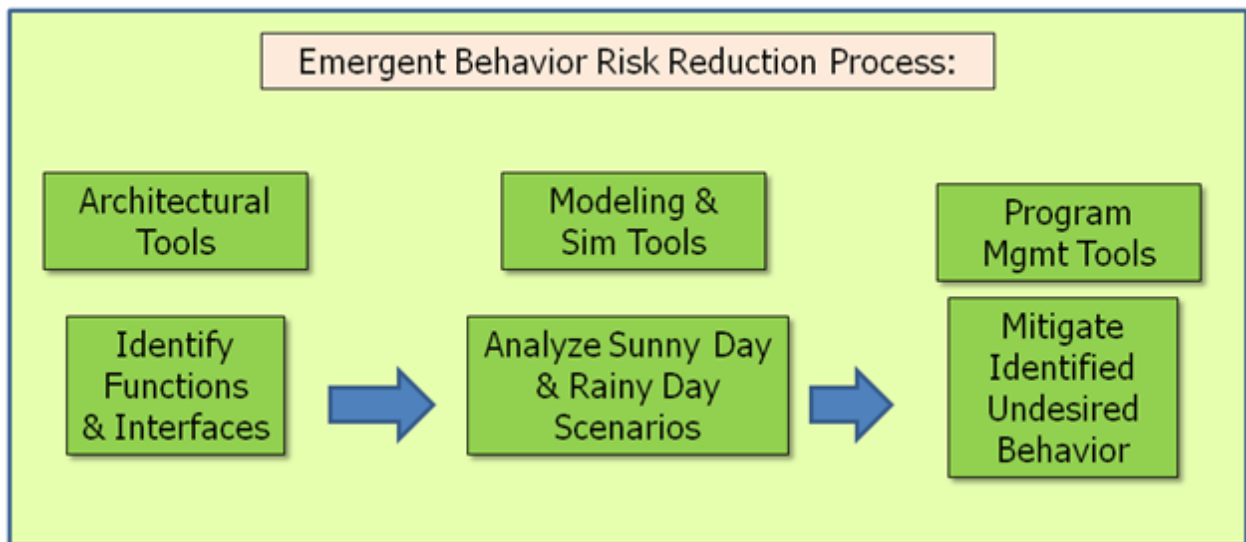 Emergent Behavior Risk Reduction Process:
Architectural
Tools
Modeling &
Sim Tools
Program
Mgmt Tools
Identify
Functions
& Interfaces
Analyze Sunny Day
& Rainy Day
Scenarios
Mitigate
Identified
Undesired
Behavior